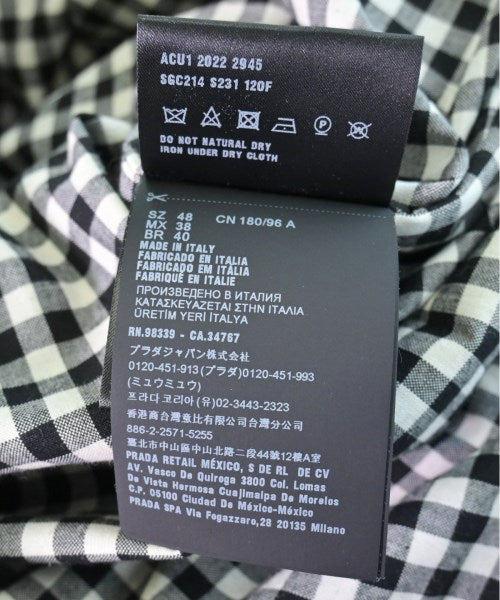 ACU1 2022 2945
SGC214 S231 120F
DO NOT NATURAL DRY
IRON UNDER DRY CLOTH
SZ 48 CN 180/96 A
MX 38
BR 40
MADE IN ITALY
FABRICADO EN ITALIA
FABRICADO EM ITÁLIA
FABRIQUÉ EN ITALIE
ПРОИЗВЕДЕНО В ИТАЛИЯ
ΚΑΤΑΣΚΕΥΑΖΕΤΑΙ ΣΤΗΝ ΙΤΑΛΙΑ
ÜRETİM YERİ İTALYA
RN.98339 - CA.34767
プラダジャパン株式会社
0120-451-913(プラダ)0120-451-993
(ミュウミュウ)
프라다 코리아(유) 02-3443-2323
香港商台灣普比有限公司台灣分公司
886-2-2571-5255
臺北市中山區中山北路二段44號12樓A室
PRADA RETAIL MÉXICO, S DE RL DE CV
AV. Vasco De Quiroga 3800 Col. Lomas
De Vista Hermosa Cuajimalpa De Morelos
C.P. 05100 Ciudad De México-México
PRADA SPA Via Fogazzaro,28 20135 Milano